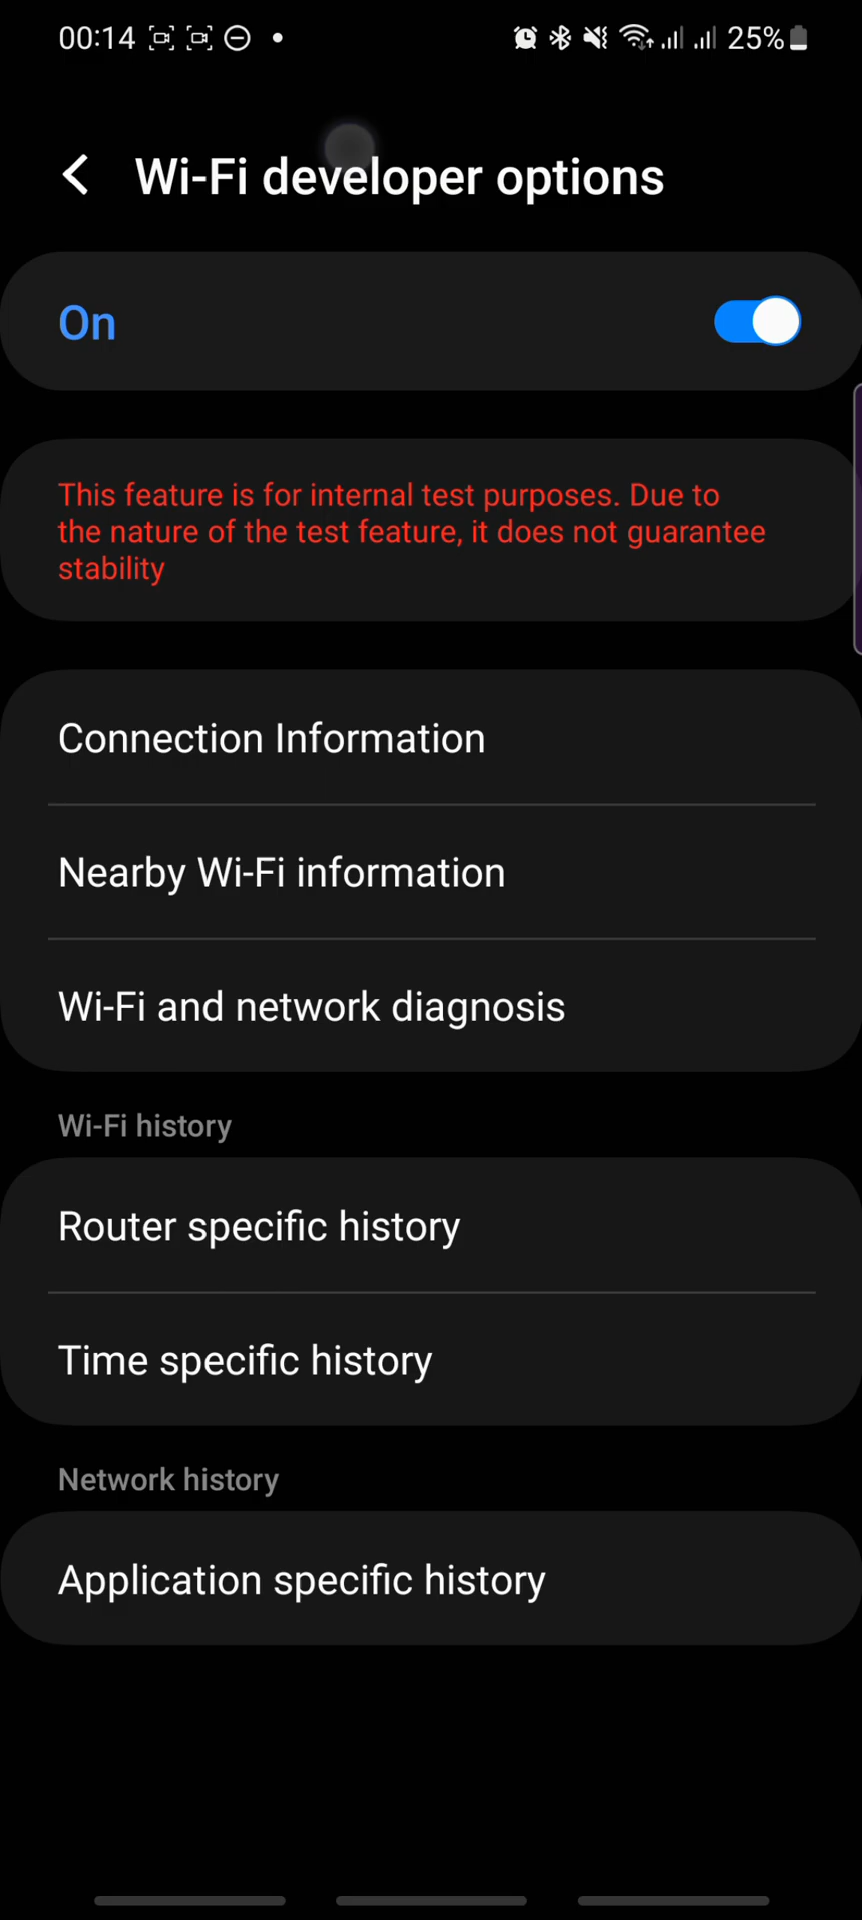 00:14 25%
Wi-Fi developer options
On
This feature is for internal test purposes. Due to
the nature of the test feature, it does not guarantee
stability
Connection Information
Nearby Wi-Fi information
Wi-Fi and network diagnosis
Wi-Fi history
Router specific history
Time specific history
Network history
Application specific history